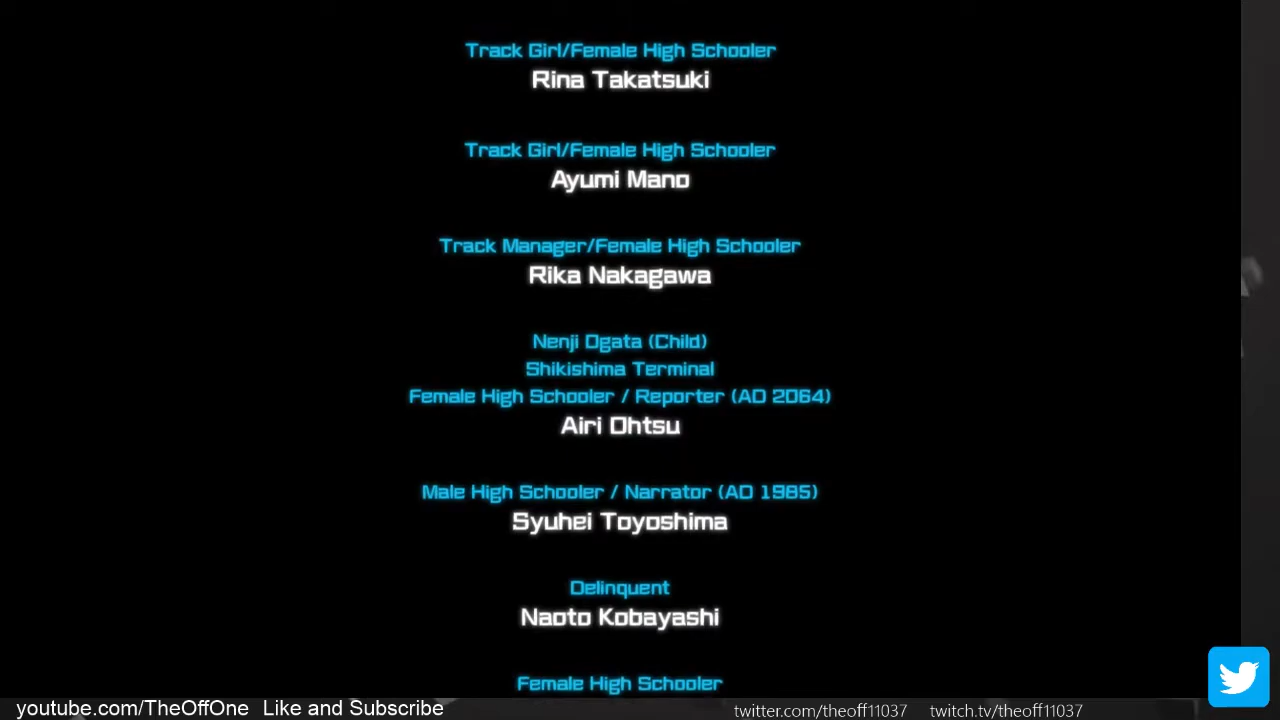 Track Girl/Female High Schooler
Rina Takatsuki
Track Girl/Female High Schooler
Ayumi Mano
Track Manager/Female High Schooler
Rika Nakagawa
Nenji Ogata (Child)
Shikishima Terminal
Female High Schooler / Reporter (AD 2064)
Airi Ohtsu
Male High Schooler / Narrator (AD 1985)
Syuhei Toyoshima
Delinquent
Naoto Kobayashi
Female High Schooler
youtube.com/TheOffOne Like and Subscribe
twitter.com/theoff11037 twitch.tv/theoff11037